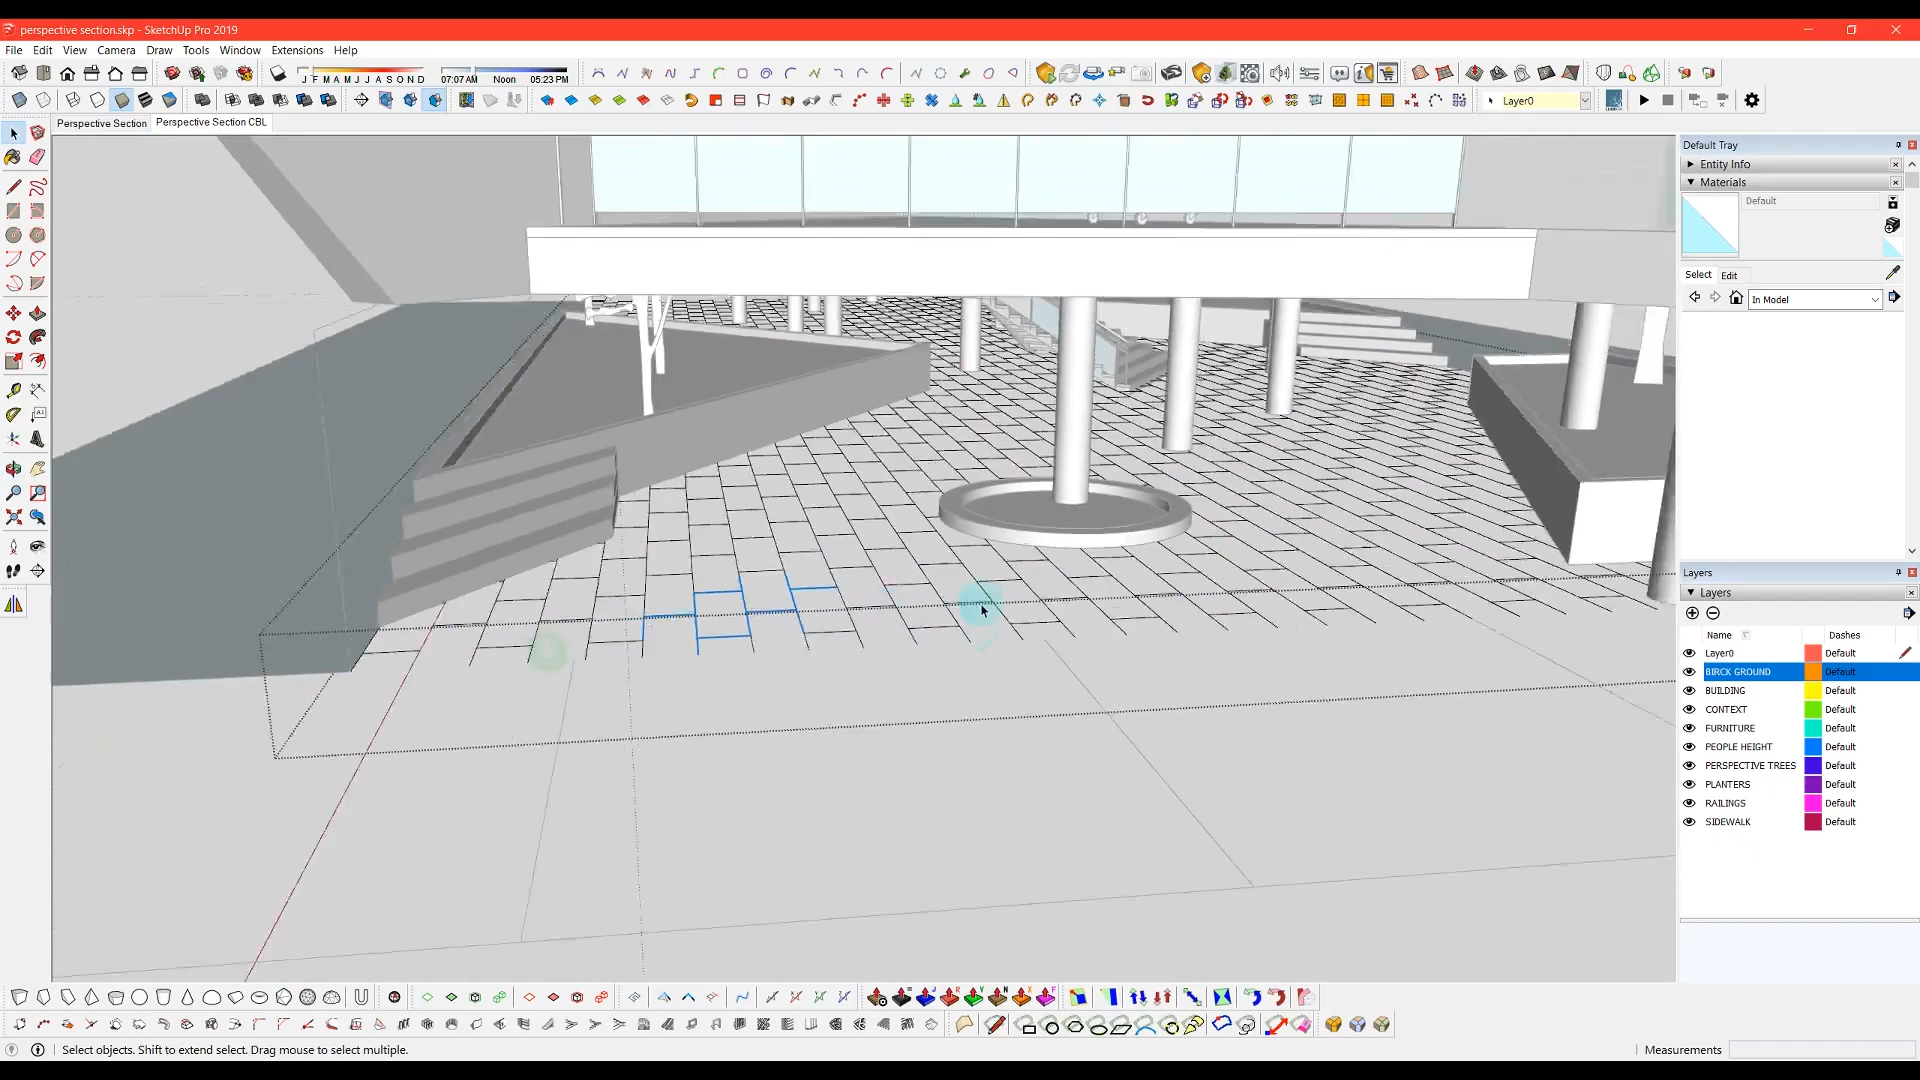 perspective section.skp - SketchUp Pro 2019
File Edit View Camera Draw Tools Window Extensions Help
J F M A M J J A S O N D 07:07 AM Noon 05:23 PM
Layer0
Perspective Section Perspective Section CBL
Default Tray
Entity Info
Materials
Default
Select Edit
In Model
Layers
Layers
Name Dashes
Layer0 Default
BIRCK GROUND Default
BUILDING Default
CONTEXT Default
FURNITURE Default
PEOPLE HEIGHT Default
PERSPECTIVE TREES Default
PLANTERS Default
RAILINGS Default
SIDEWALK Default
Select objects. Shift to extend select. Drag mouse to select multiple. Measurements